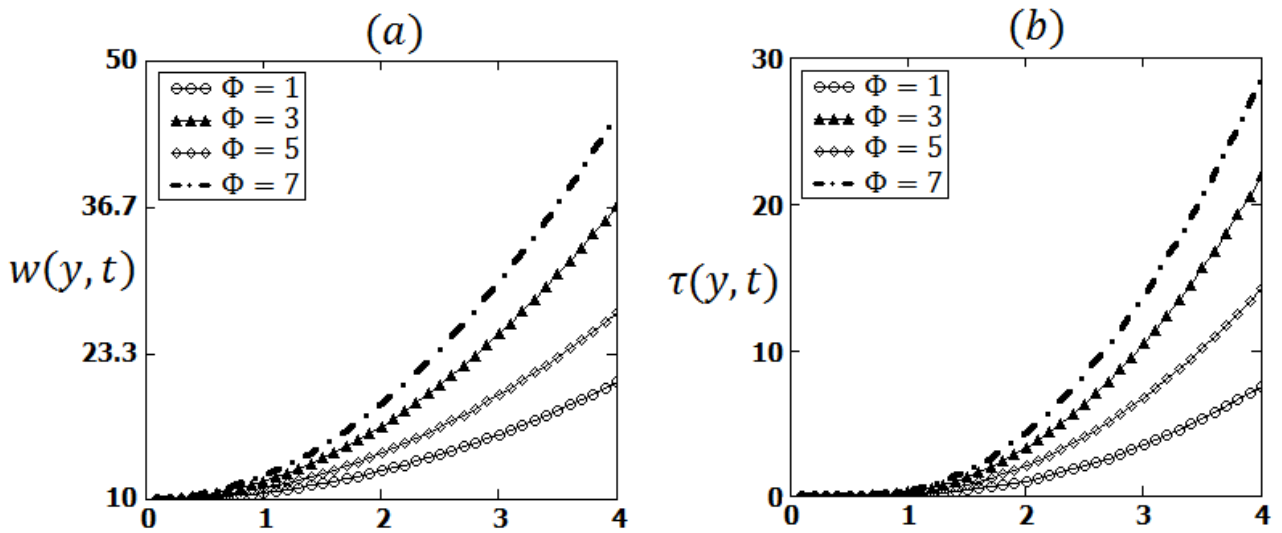 (a)
50
36.7
23.3
10
w(y, t)
Φ = 1
Φ = 3
Φ = 5
Φ = 7
0 1 2 3 4
(b)
30
20
10
0
τ(y, t)
Φ = 1
Φ = 3
Φ = 5
Φ = 7
0 1 2 3 4